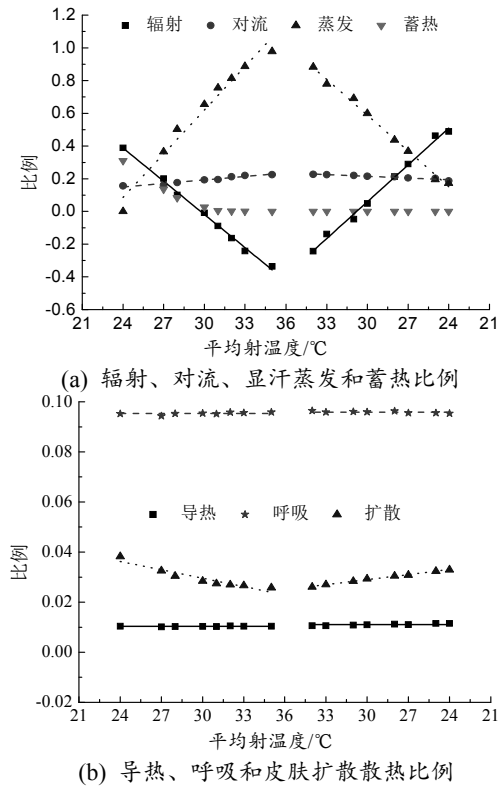 辐射 对流 蒸发 蓄热
比例
1.2
1.0
0.8
0.6
0.4
0.2
0.0
-0.2
-0.4
-0.6
21 24 27 30 33 36 33 30 27 24 21
平均射温度/℃
(a) 辐射、对流、显汗蒸发和蓄热比例
0.10
0.08
0.06
导热 呼吸 扩散
比例
0.04
0.02
0.00
-0.02
21 24 27 30 33 36 33 30 27 24 21
平均射温度/℃
(b) 导热、呼吸和皮肤扩散散热比例